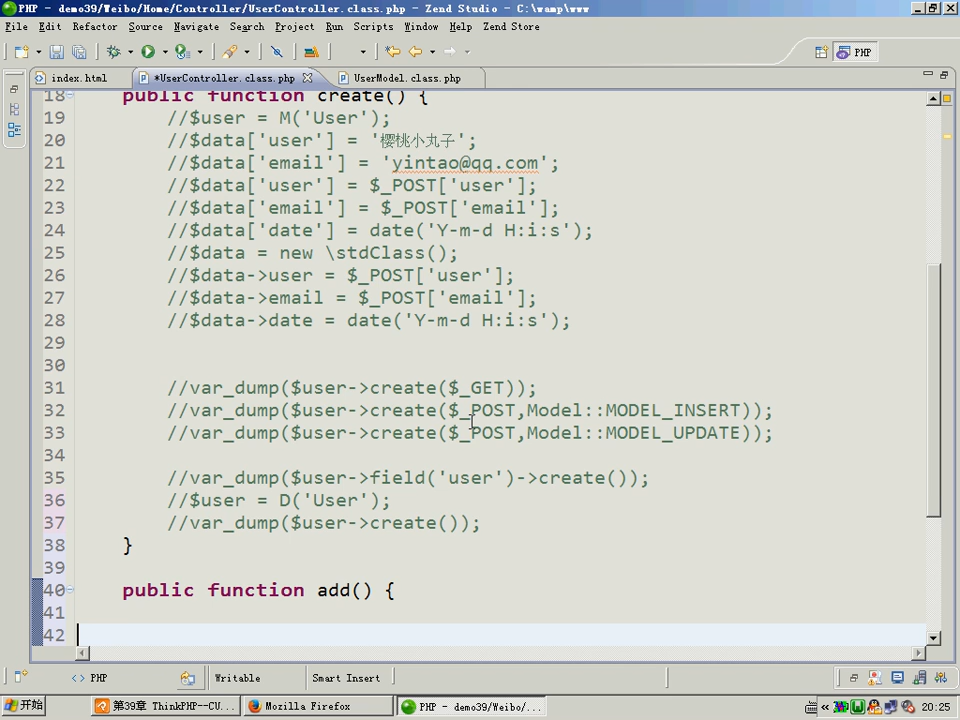 PHP - demo39/Weibo/Home/Controller/UserController.class.php - Zend Studio - C:\wamp\www
File Edit Refactor Source Navigate Search Project Run Scripts Window Help Zend Store
PHP
index.html *UserController.class.php UserModel.class.php
18 public function create() {
19 //$user = M('User');
20 //$data['user'] = '樱桃小丸子';
21 //$data['email'] = 'yintao@qq.com';
22 //$data['user'] = $_POST['user'];
23 //$data['email'] = $_POST['email'];
24 //$data['date'] = date('Y-m-d H:i:s');
25 //$data = new \stdClass();
26 //$data->user = $_POST['user'];
27 //$data->email = $_POST['email'];
28 //$data->date = date('Y-m-d H:i:s');
29
30
31 //var_dump($user->create($_GET));
32 //var_dump($user->create($_POST,Model::MODEL_INSERT));
33 //var_dump($user->create($_POST,Model::MODEL_UPDATE));
34
35 //var_dump($user->field('user')->create());
36 //$user = D('User');
37 //var_dump($user->create());
38 }
39
40 public function add() {
41
42
<> PHP Writable Smart Insert
开始 第39章 ThinkPHP--CU... Mozilla Firefox PHP - demo39/Weibo/... 20:25